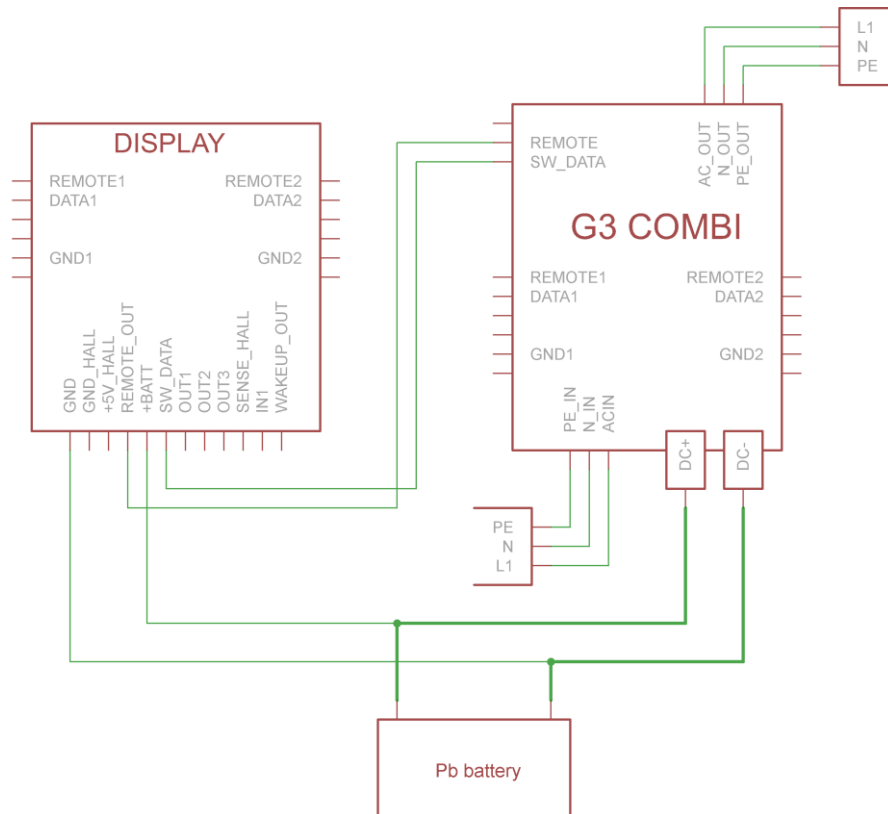 L1
N
PE
DISPLAY
REMOTE1
DATA1
GND1
REMOTE2
DATA2
GND2
GND
GND_HALL
+5V_HALL
REMOTE_OUT
+BATT
SW_DATA
OUT1
OUT2
OUT3
SENSE_HALL
IN1
WAKEUP_OUT
REMOTE
SW_DATA
AC_OUT
N_OUT
PE_OUT
G3 COMBI
REMOTE1
DATA1
GND1
REMOTE2
DATA2
GND2
PE_IN
N_IN
ACIN
DC+
DC-
PE
N
L1
Pb battery